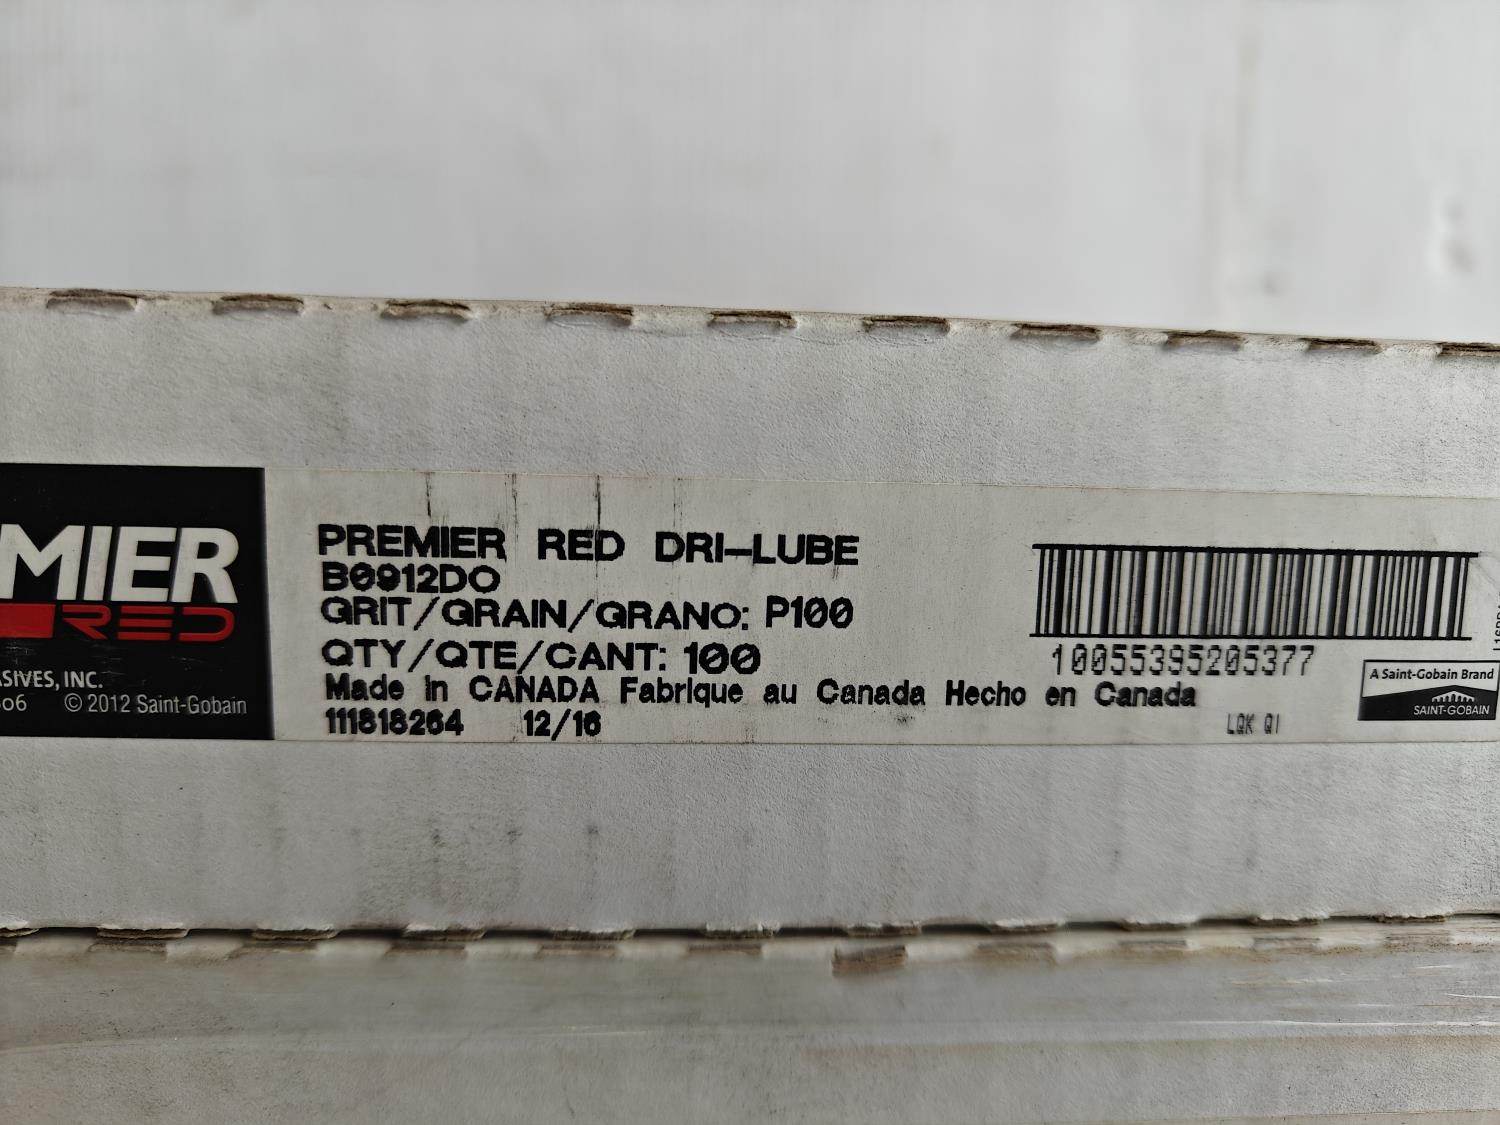 MIER
RED
SIVES, INC.
© 2012 Saint-Gobain
PREMIER RED DRI-LUBE
B0912DO
GRIT/GRAIN/GRANO: P100
QTY/QTE/CANT: 100
Made in CANADA Fabrique au Canada Hecho en Canada
111818264 12/16
10055395205377
LQK QI
A Saint-Gobain Brand
SAINT-GOBAIN